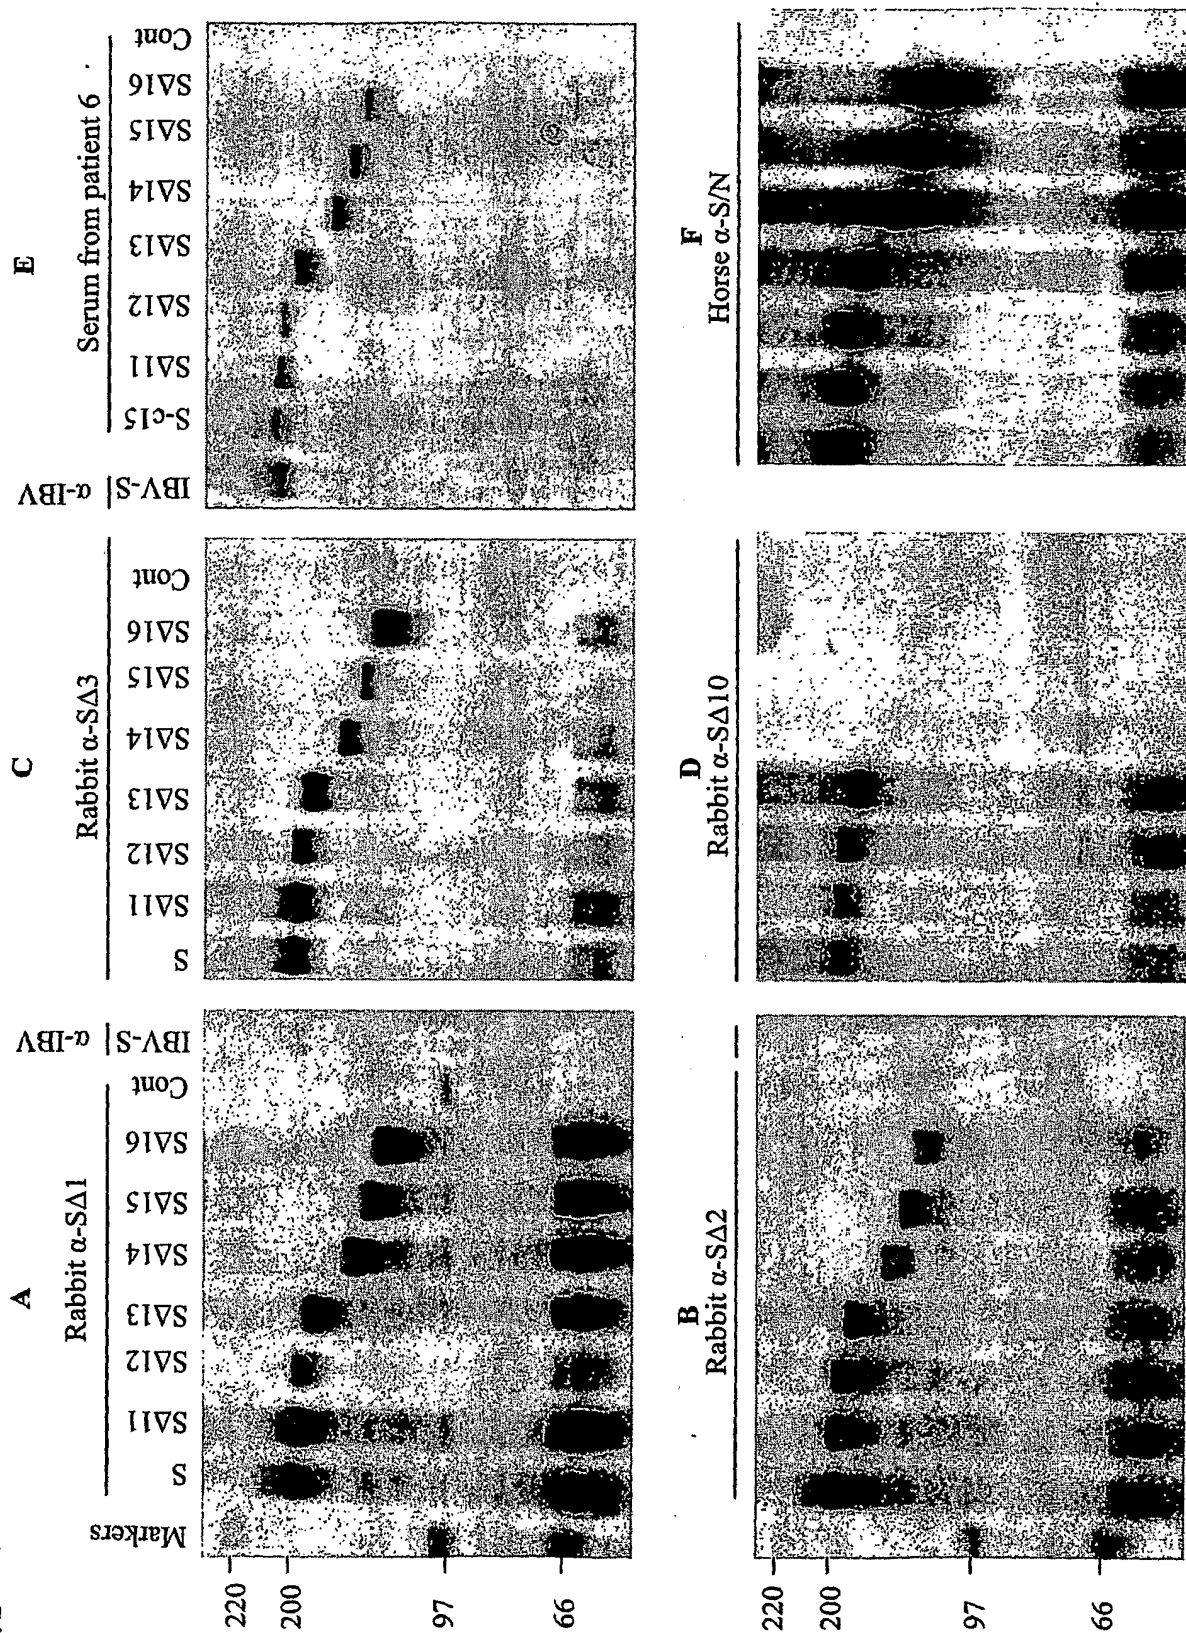 A
Rabbit α-SΔ1
α-IBV
Markers
S
SΔ11
SΔ12
SΔ13
SΔ14
SΔ15
SΔ16
Cont
IBV-S
220
200
97
66
C
Rabbit α-SΔ3
S
SΔ11
SΔ12
SΔ13
SΔ14
SΔ15
SΔ16
Cont
E
Serum from patient 6
α-IBV
IBV-S
S-c15
SΔ11
SΔ12
SΔ13
SΔ14
SΔ15
SΔ16
Cont
B
Rabbit α-SΔ2
220
200
97
66
D
Rabbit α-SΔ10
F
Horse α-S/N